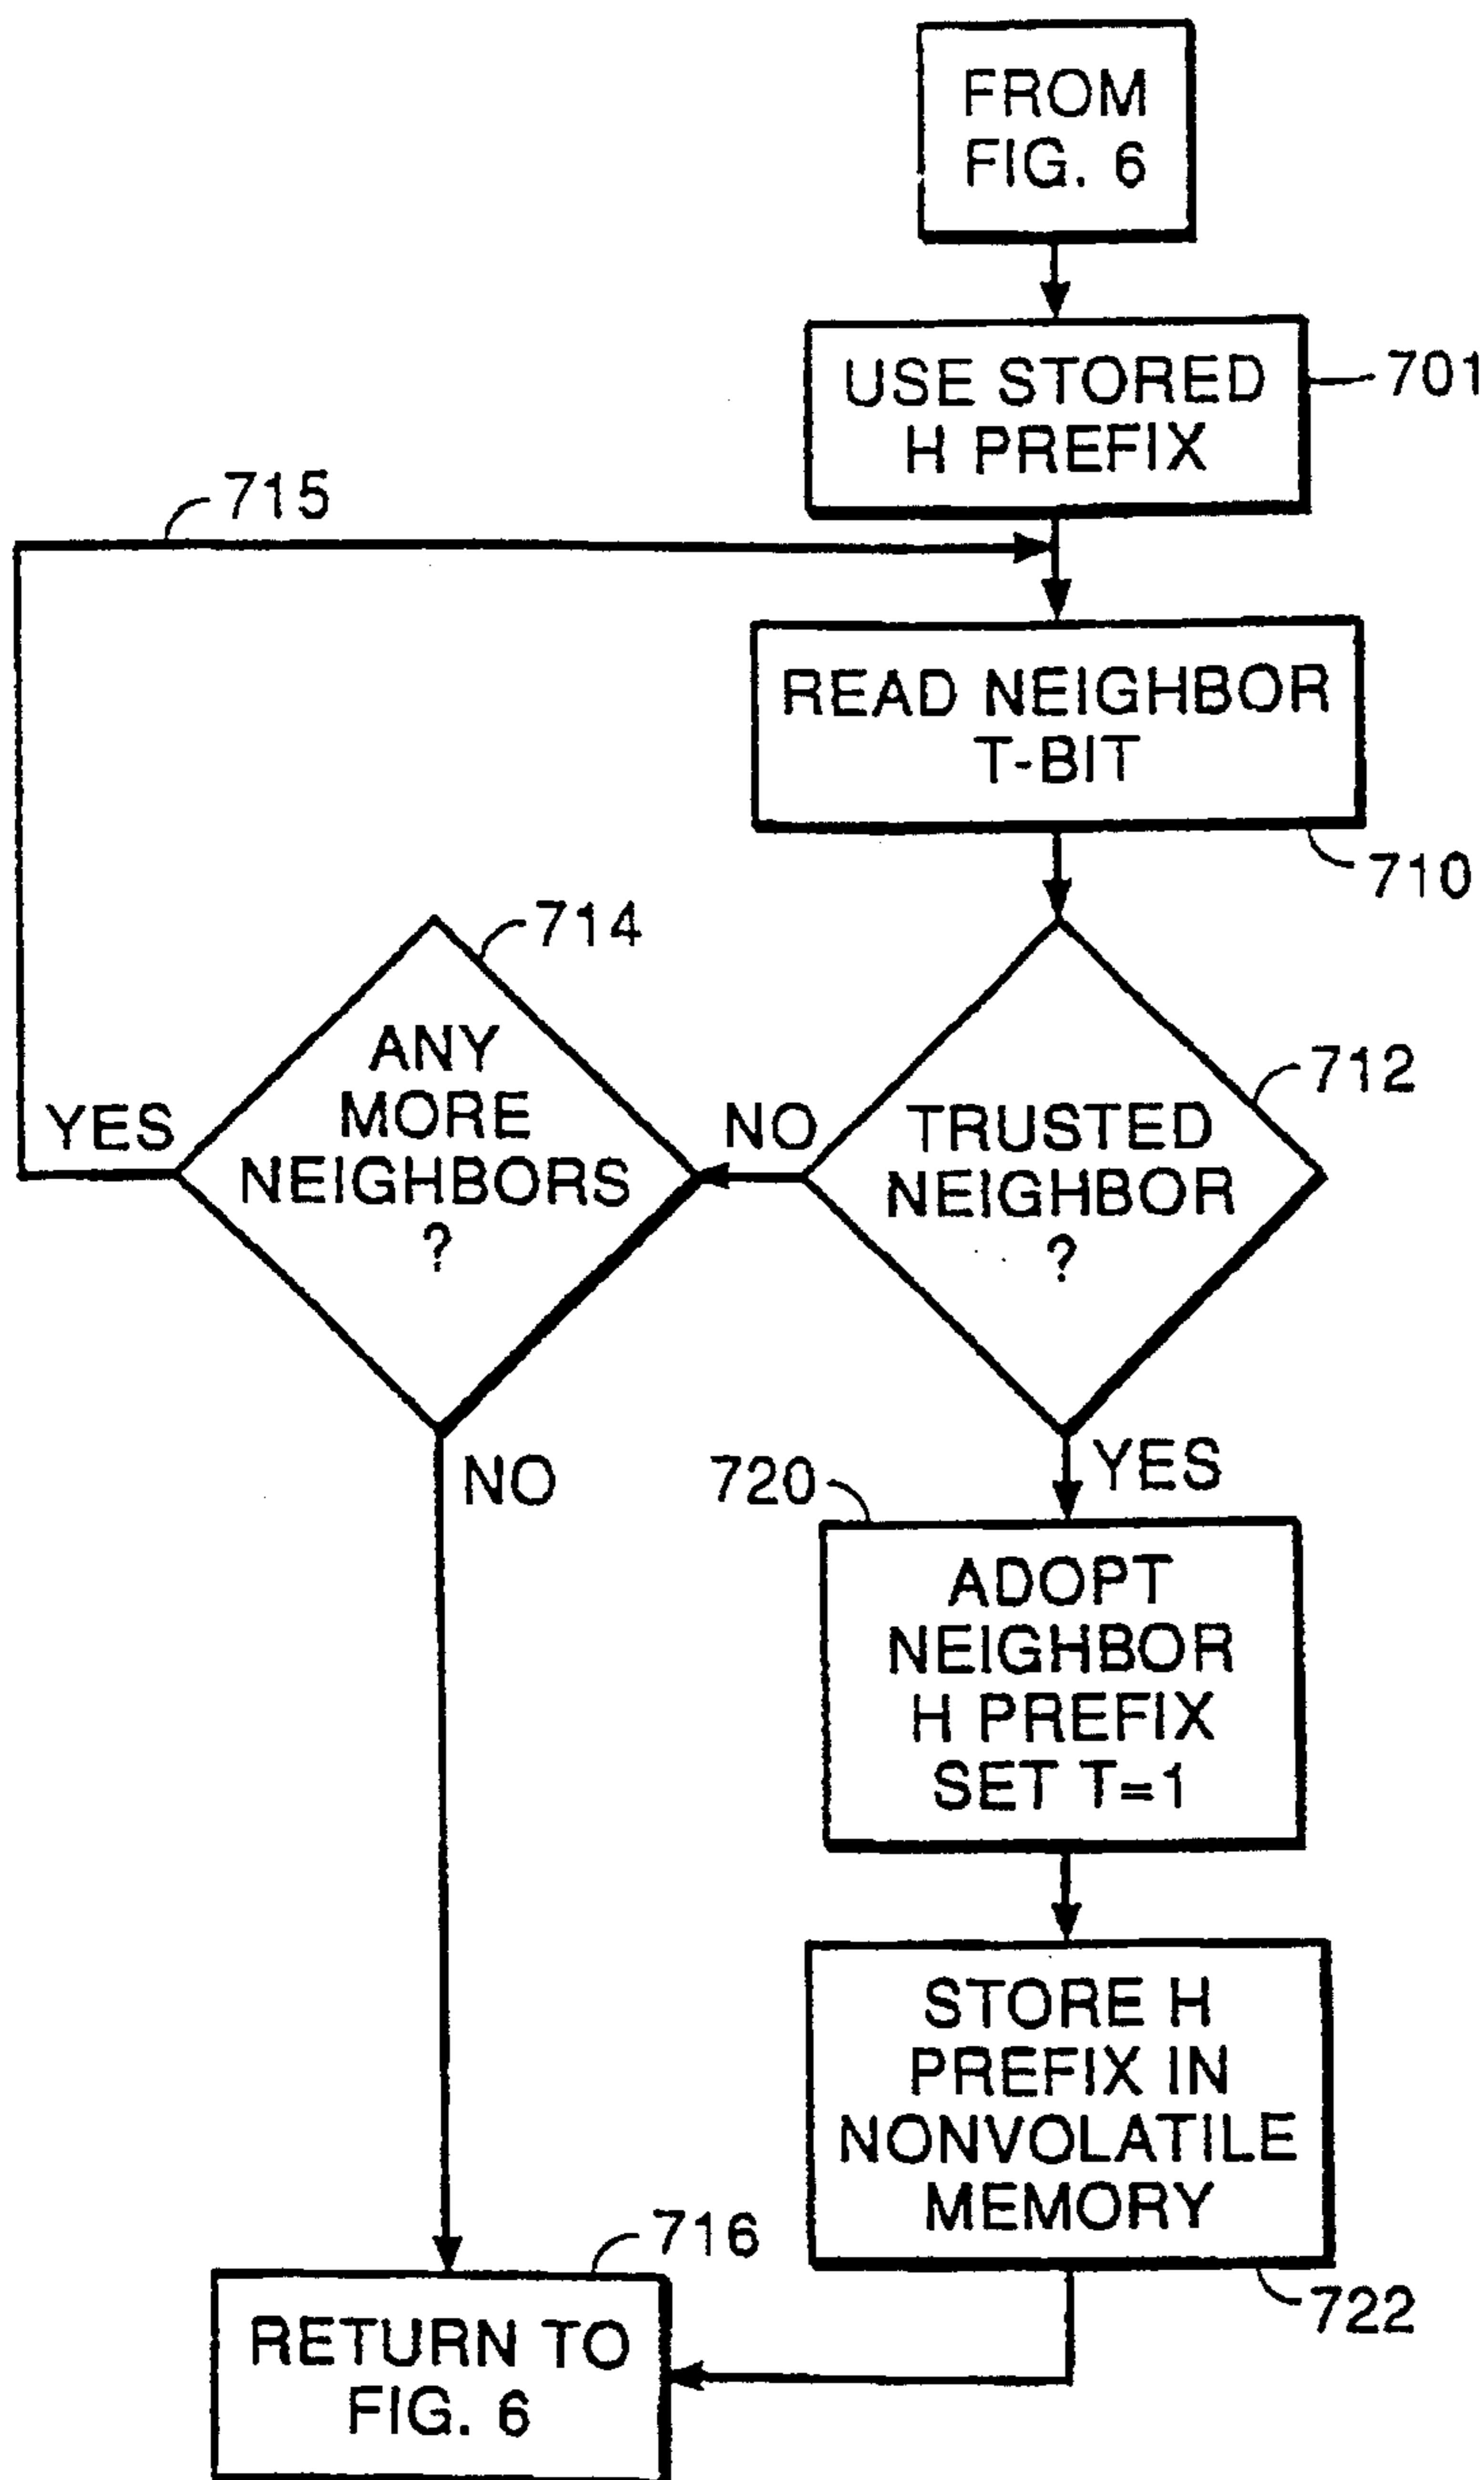 FROM
FIG. 6
USE STORED
H PREFIX
701
715
READ NEIGHBOR
T-BIT
710
714
ANY
MORE
NEIGHBORS
?
YES
NO
712
TRUSTED
NEIGHBOR
?
NO
YES
720
ADOPT
NEIGHBOR
H PREFIX
SET T=1
STORE H
PREFIX IN
NONVOLATILE
MEMORY
722
716
RETURN TO
FIG. 6